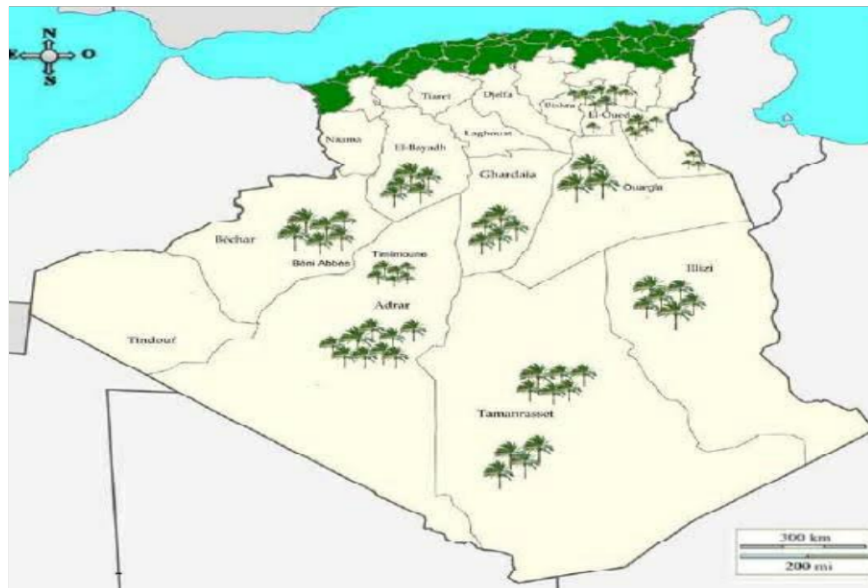 N
E O
S
Tiaret
Djelfa
Biskra
El-Oued
Naama
Laghouat
El-Bayadh
Ghardaia
Ouargla
Béchar
Timimoune
Béni Abbès
Illizi
Adrar
Tindouf
Tamanrasset
300 km
200 mi